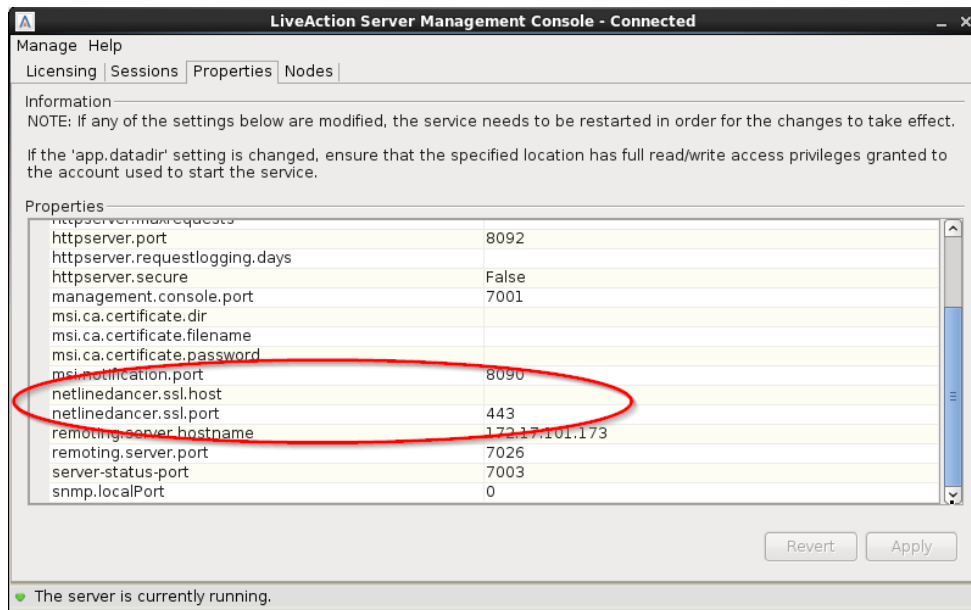 LiveAction Server Management Console - Connected
Manage Help
Licensing Sessions Properties Nodes
Information
NOTE: If any of the settings below are modified, the service needs to be restarted in order for the changes to take effect.
If the 'app.datadir' setting is changed, ensure that the specified location has full read/write access privileges granted to
the account used to start the service.
Properties
httpserver.maxrequests
httpserver.port 8092
httpserver.requestlogging.days
httpserver.secure False
management.console.port 7001
msi.ca.certificate.dir
msi.ca.certificate.filename
msi.ca.certificate.password
msi-notification.port 8090
netlinedancer.ssl.host
netlinedancer.ssl.port 443
remoting.server.hostname 172.17.101.173
remoting.server.port 7026
server-status-port 7003
snmp.localPort 0
Revert Apply
The server is currently running.